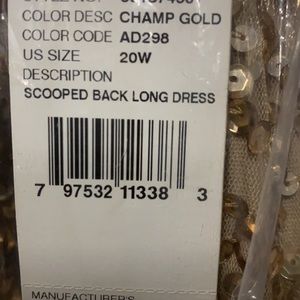 COLOR DESC CHAMP GOLD
COLOR CODE AD298
US SIZE 20W
DESCRIPTION
SCOOPED BACK LONG DRESS
7 97532 11338 3
MANUFACTURER'S